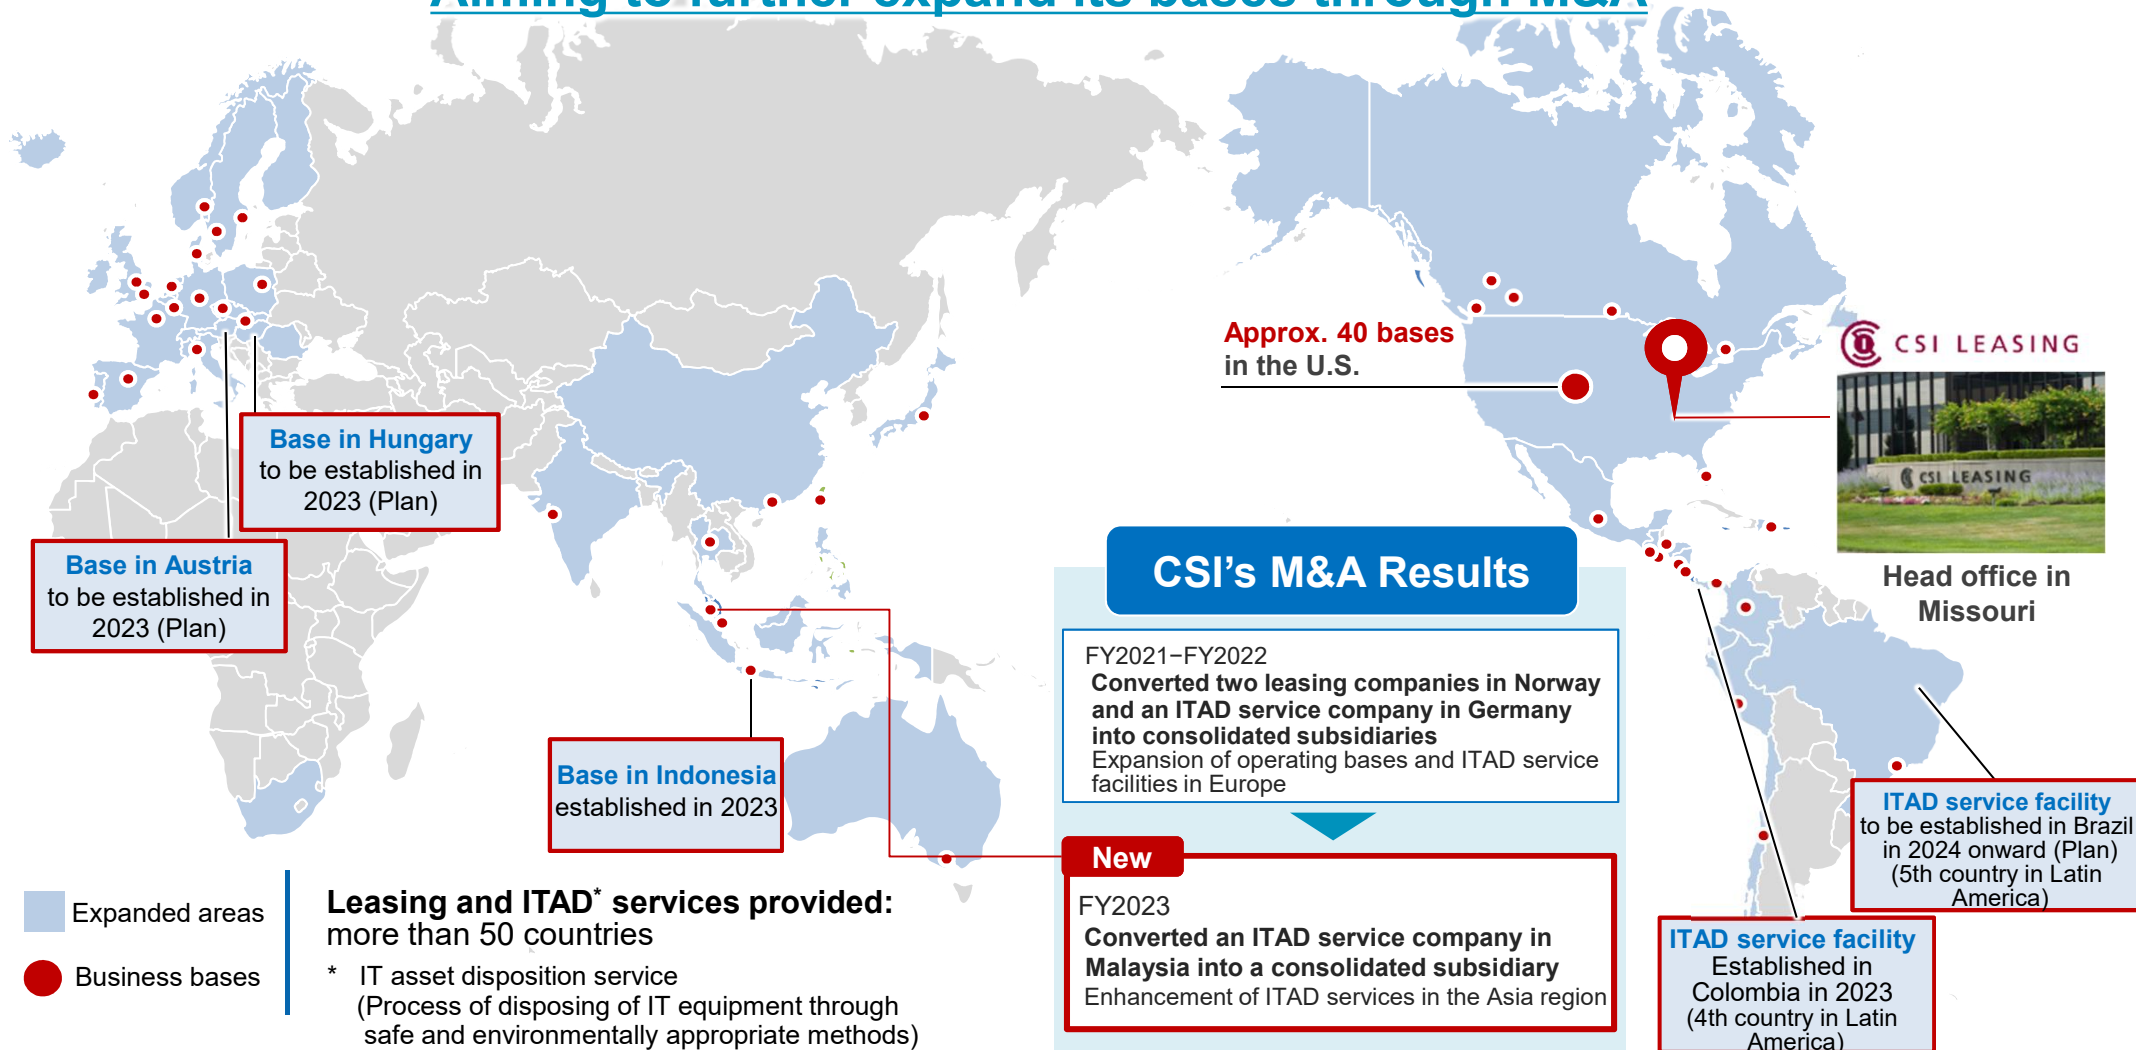 Aiming to further expand its bases through M&A
Approx. 40 bases
in the U.S.
CSI LEASING
CSI LEASING
Head office in
Missouri
Base in Hungary
to be established in
2023 (Plan)
Base in Austria
to be established in
2023 (Plan)
Base in Indonesia
established in 2023
CSI’s M&A Results
FY2021−FY2022
Converted two leasing companies in Norway
and an ITAD service company in Germany
into consolidated subsidiaries
Expansion of operating bases and ITAD service
facilities in Europe
New
FY2023
Converted an ITAD service company in
Malaysia into a consolidated subsidiary
Enhancement of ITAD services in the Asia region
ITAD service facility
to be established in Brazil
in 2024 onward (Plan)
(5th country in Latin
America)
ITAD service facility
Established in
Colombia in 2023
(4th country in Latin
America)
Expanded areas
Business bases
Leasing and ITAD* services provided:
more than 50 countries
* IT asset disposition service
(Process of disposing of IT equipment through
safe and environmentally appropriate methods)